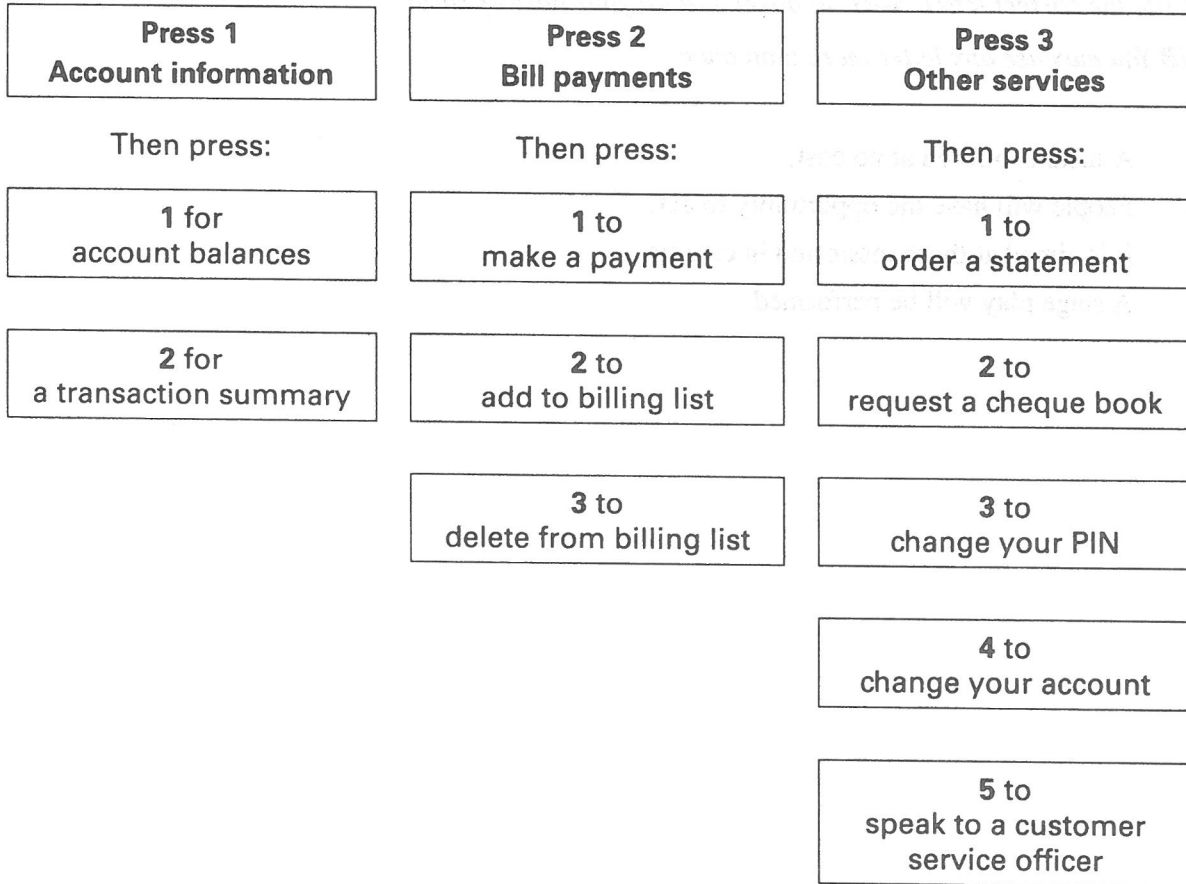 Press 1
Account information
Then press:
1 for
account balances
2 for
a transaction summary
Press 2
Bill payments
Then press:
1 to
make a payment
2 to
add to billing list
3 to
delete from billing list
Press 3
Other services
Then press:
1 to
order a statement
2 to
request a cheque book
3 to
change your PIN
4 to
change your account
5 to
speak to a customer
service officer